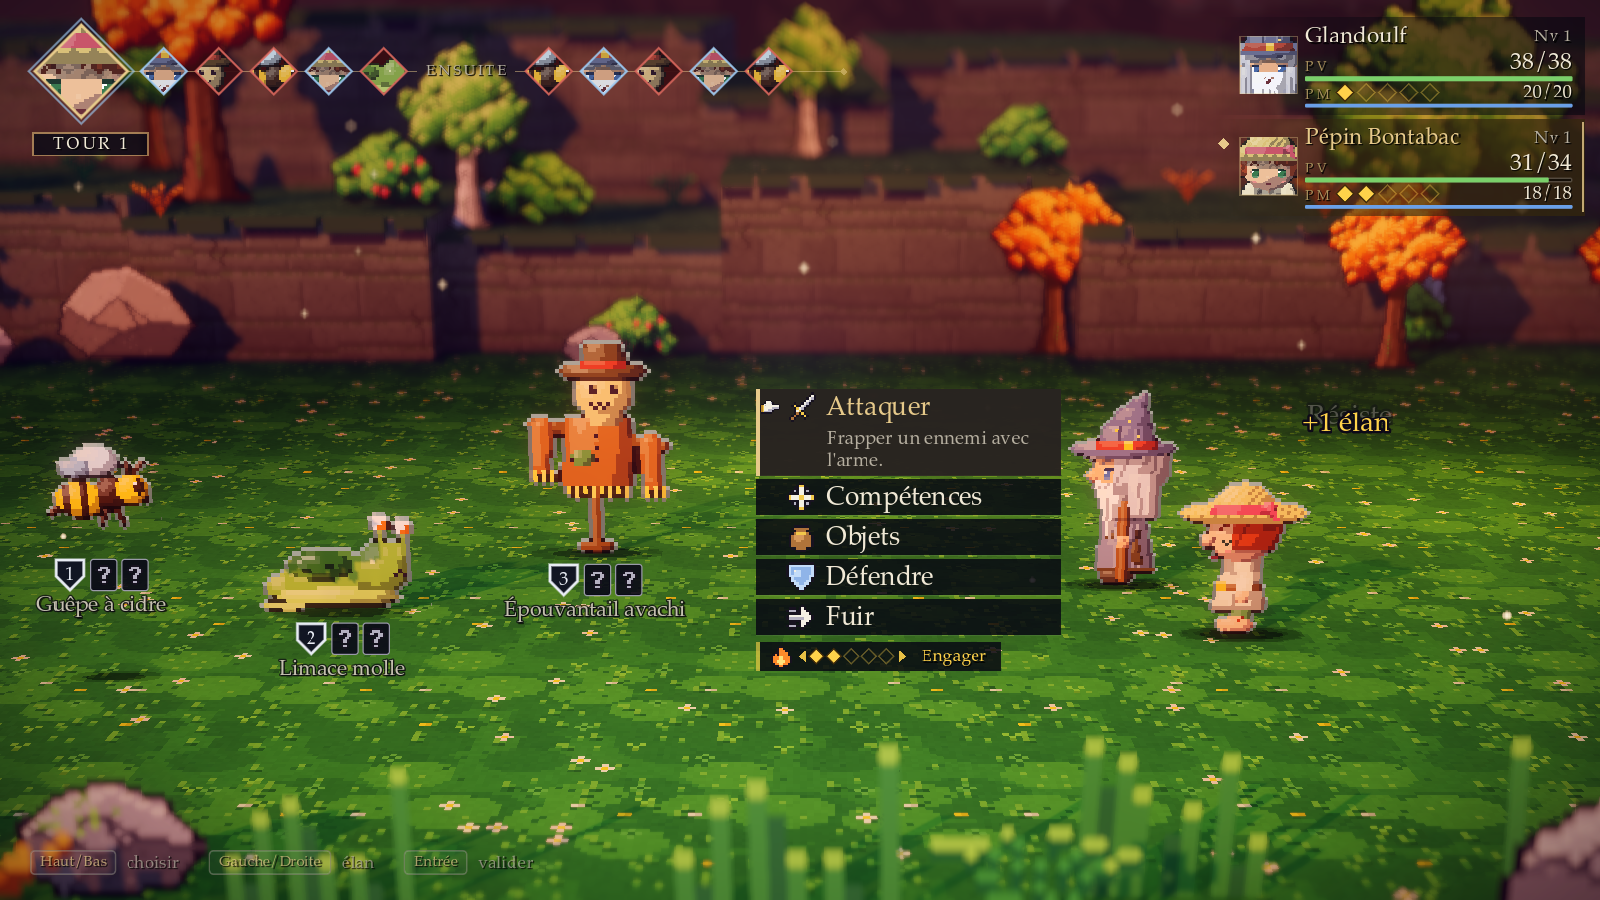 ENSUITE
TOUR 1
Glandoulf Nv 1
PV 38/38
PM 20/20
Pépin Bontabac Nv 1
PV 31/34
PM 18/18
Résiste
+1 élan
Attaquer
Frapper un ennemi avec
l'arme.
Compétences
Objets
Défendre
Fuir
Engager
1 ? ?
Guêpe à cidre
2 ? ?
Limace molle
3 ? ?
Épouvantail avachi
Haut/Bas choisir Gauche/Droite élan Entrée valider